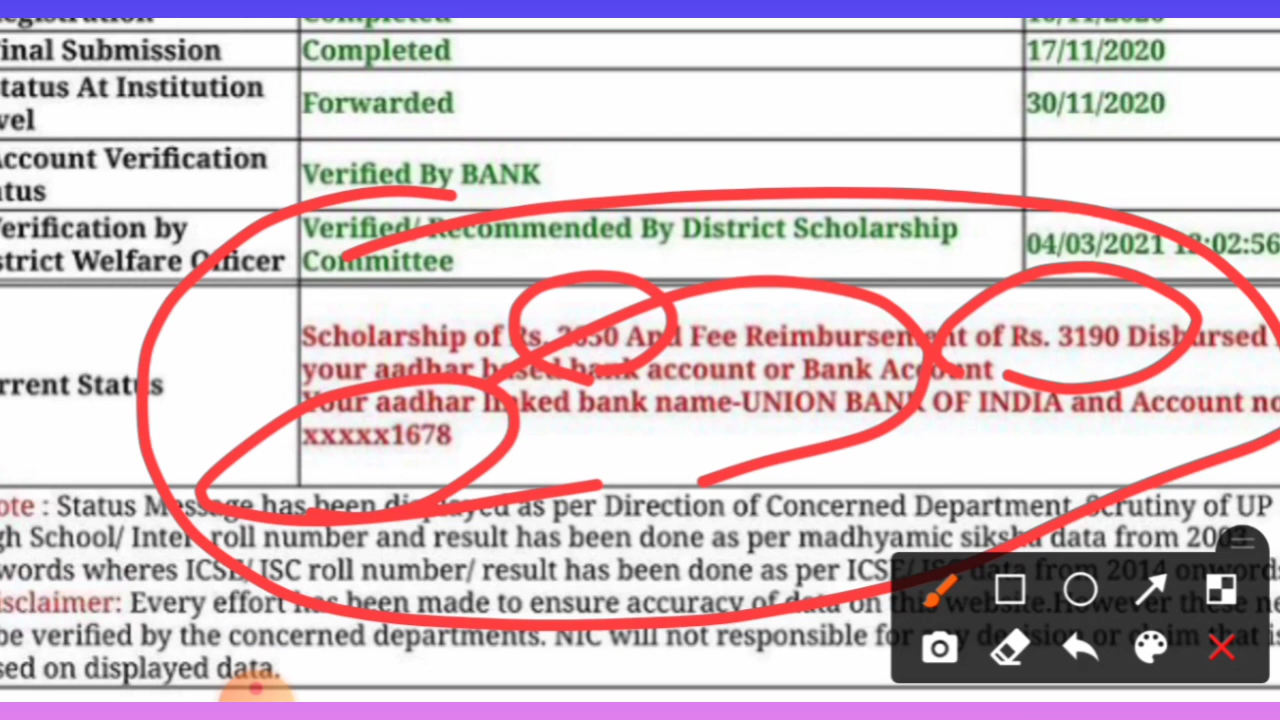 Registration Completed
inal Submission Completed 17/11/2020
tatus At Institution
vel
Forwarded 30/11/2020
ccount Verification
atus
Verified By BANK
erification by
strict Welfare Officer
Verified/ Recommended By District Scholarship
Committee
04/03/2021
rrent Status
Scholarship of Rs. And Fee Reimbursement of Rs. 3190 Disbursed
your aadhar based bank account or Bank Account
Your aadhar linked bank name-UNION BANK OF INDIA and Account no
xxxxx1678
ote : Status Message has been displayed as per Direction of Concerned Department. Scrutiny of UP
gh School/ Inter roll number and result has been done as per madhyamic siksha data from 2003
words wheres ICSE/ ISC roll number/ result has been done as per ICSE/ ISC data from 2014 onwords
isclaimer: Every effort has been made to ensure accuracy of data on this website.However these ne
be verified by the concerned departments. NIC will not responsible for any decision or claim that is
sed on displayed data.